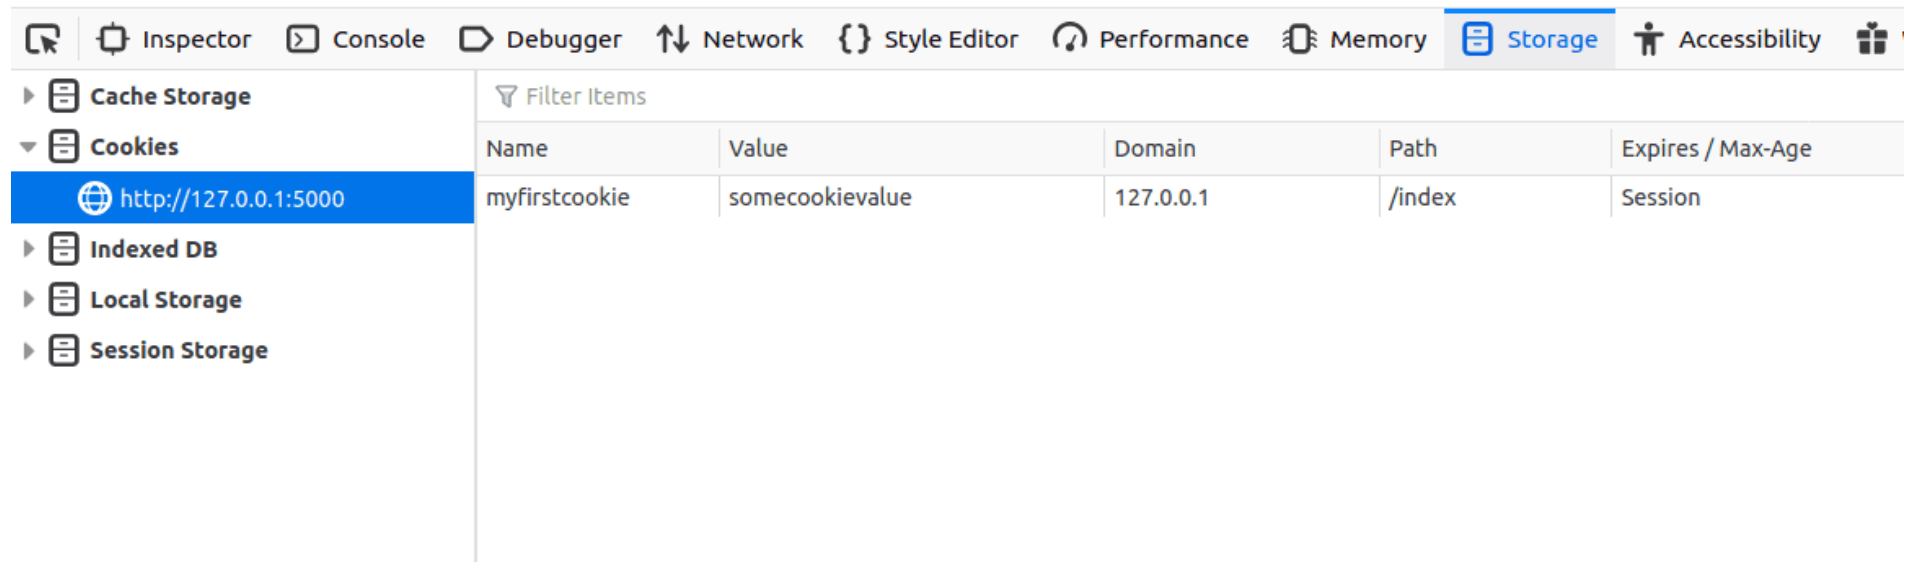 Inspector Console Debugger Network Style Editor Performance Memory Storage Accessibility
Cache Storage
Cookies
http://127.0.0.1:5000
Indexed DB
Local Storage
Session Storage
Filter Items
Name Value Domain Path Expires / Max-Age
myfirstcookie somecookievalue 127.0.0.1 /index Session